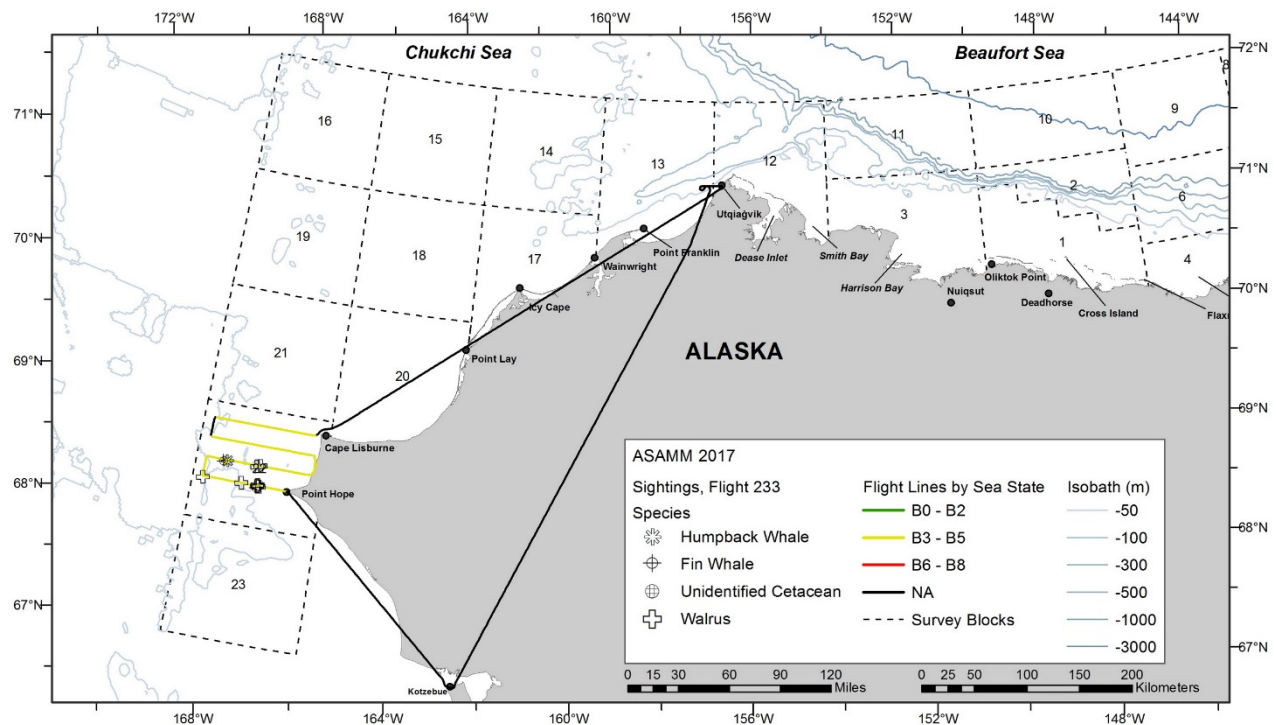 172°W
168°W
164°W
160°W
156°W
152°W
148°W
144°W
Chukchi Sea
Beaufort Sea
72°N
71°N
71°N
70°N
70°N
69°N
69°N
68°N
68°N
67°N
67°N
16
15
14
13
12
11
10
9
8
19
18
17
3
2
6
1
4
21
20
23
Utqiaġvik
Point Franklin
Wainwright
Icy Cape
Point Lay
Cape Lisburne
Point Hope
Kotzebue
Dease Inlet
Smith Bay
Harrison Bay
Oliktok Point
Nuiqsut
Deadhorse
Cross Island
Flax
ALASKA
ASAMM 2017
Sightings, Flight 233
Species
Humpback Whale
Fin Whale
Unidentified Cetacean
Walrus
Flight Lines by Sea State
B0 - B2
B3 - B5
B6 - B8
NA
Survey Blocks
Isobath (m)
-50
-100
-300
-500
-1000
-3000
0 15 30 60 90 120
Miles
0 25 50 100 150 200
Kilometers
168°W
164°W
160°W
156°W
152°W
148°W